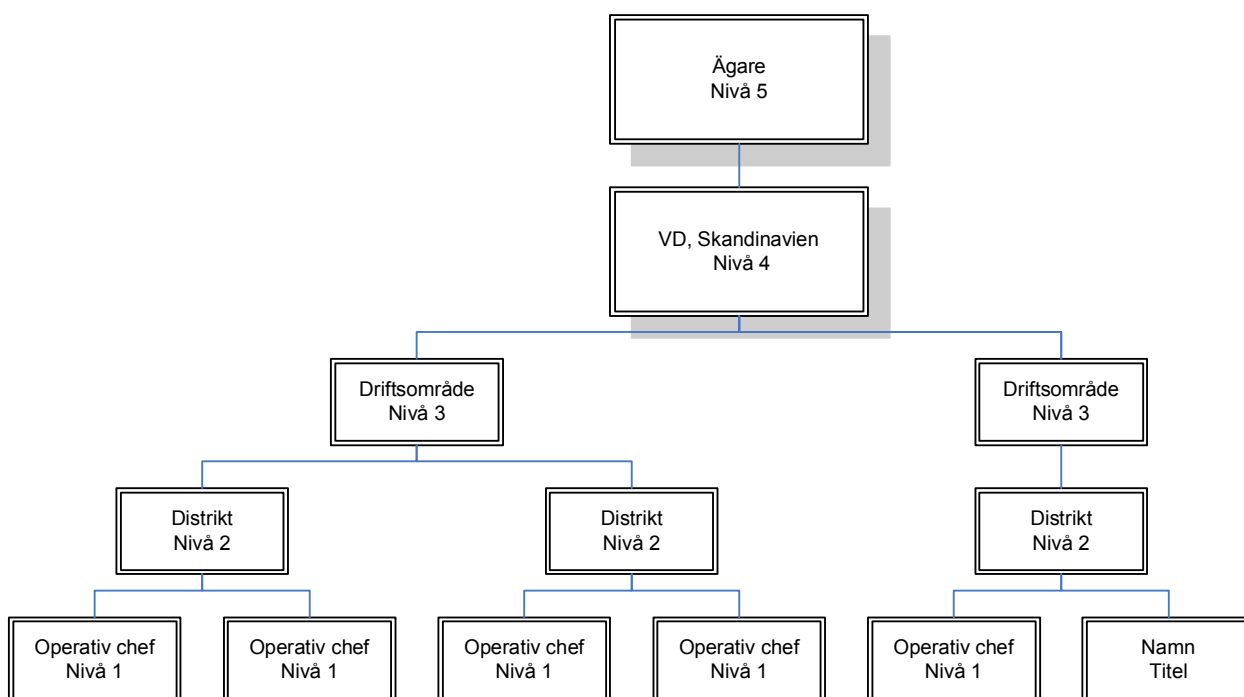 Ägare
Nivå 5
VD, Skandinavien
Nivå 4
Driftsområde
Nivå 3
Driftsområde
Nivå 3
Distrikt
Nivå 2
Distrikt
Nivå 2
Distrikt
Nivå 2
Operativ chef
Nivå 1
Operativ chef
Nivå 1
Operativ chef
Nivå 1
Operativ chef
Nivå 1
Operativ chef
Nivå 1
Namn
Titel